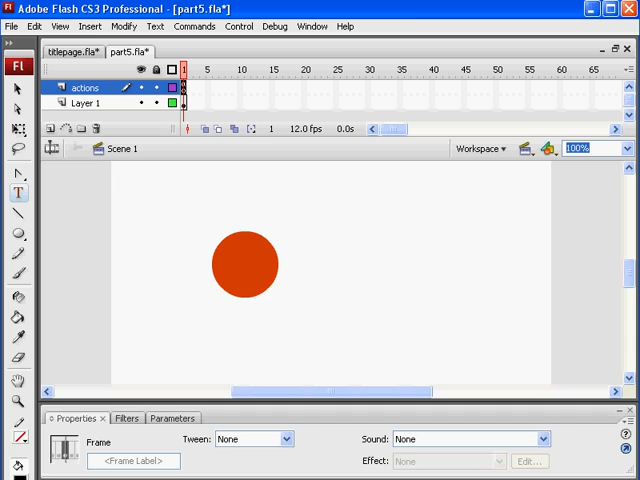 Adobe Flash CS3 Professional - [part5.fla*]
File Edit View Insert Modify Text Commands Control Debug Window Help
titlepage.fla* part5.fla*
Fl
1 5 10 15 20 25 30 35 40 45 50 55 60 65
actions
Layer 1
1 12.0 fps 0.0s
Scene 1 Workspace 100%
T
Properties × Filters Parameters
Frame Tween: None Sound: None
<Frame Label> Effect: None Edit...